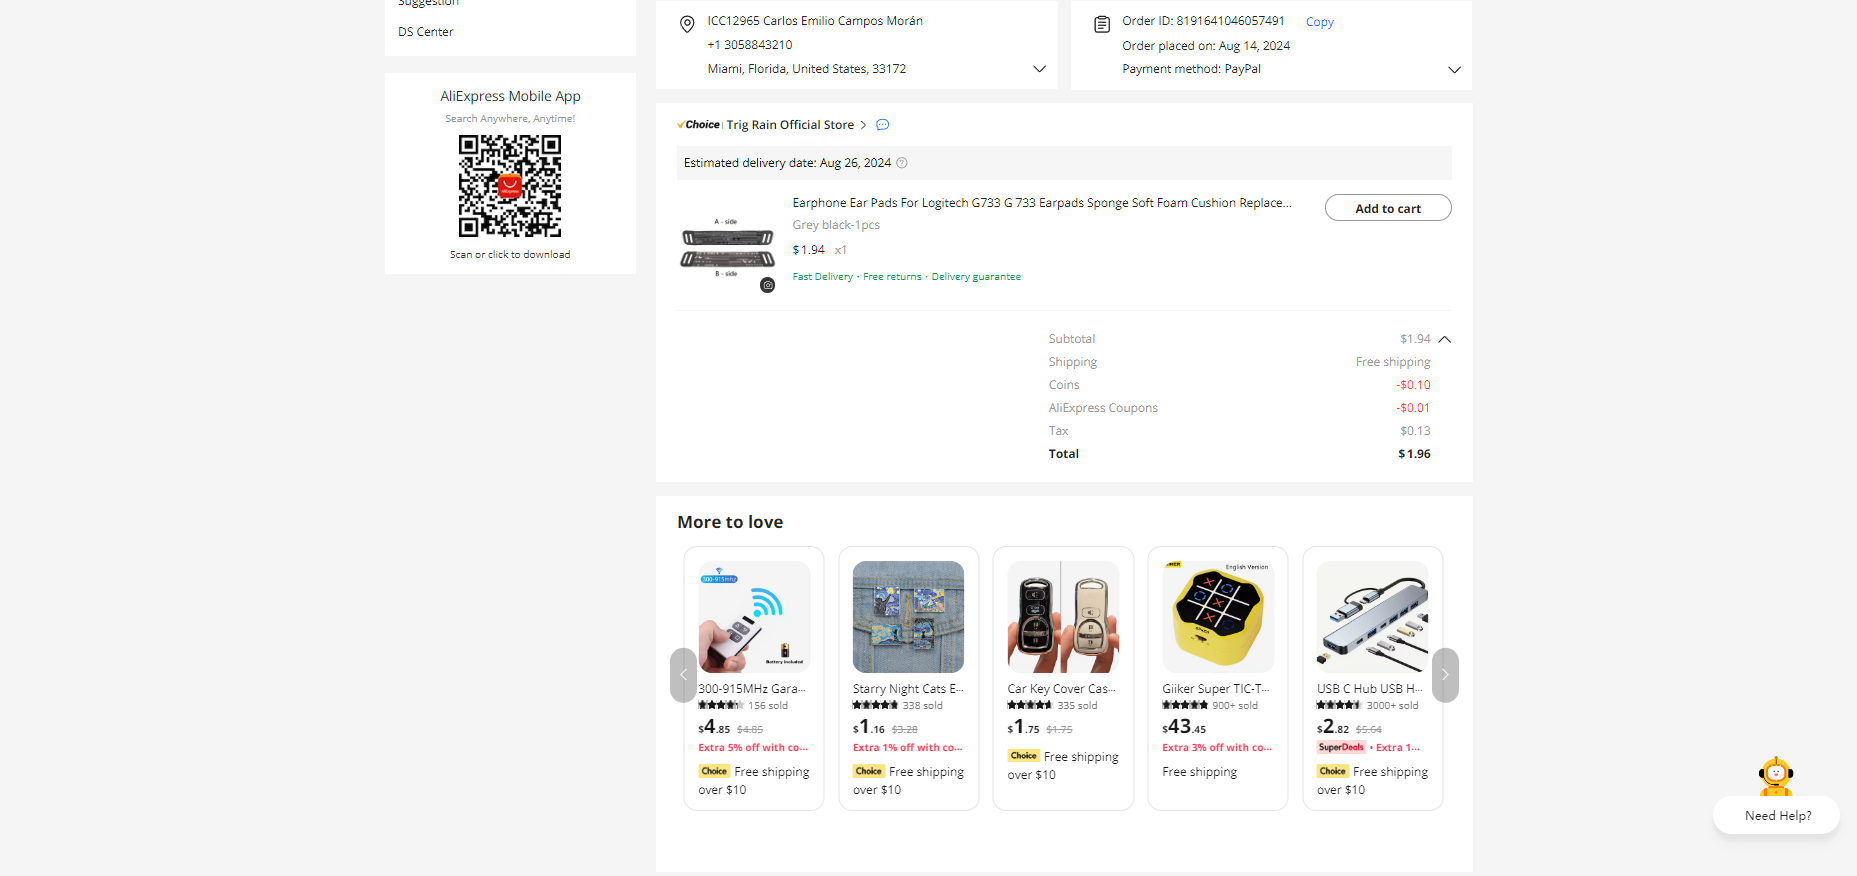 Suggestion
DS Center
AliExpress Mobile App
Search Anywhere, Anytime!
AliExpress
Scan or click to download
ICC12965 Carlos Emilio Campos Morán
+1 3058843210
Miami, Florida, United States, 33172
Order ID: 8191641046057491 Copy
Order placed on: Aug 14, 2024
Payment method: PayPal
Choice Trig Rain Official Store
Estimated delivery date: Aug 26, 2024
A - side
B - side
Earphone Ear Pads For Logitech G733 G 733 Earpads Sponge Soft Foam Cushion Replace...
Add to cart
Grey black-1pcs
$1.94 x1
Fast Delivery · Free returns · Delivery guarantee
Subtotal $1.94
Shipping Free shipping
Coins -$0.10
AliExpress Coupons -$0.01
Tax $0.13
Total $1.96
More to love
300-915mhz
Battery included
300-915MHz Gara...
156 sold
$4.85 $4.85
Extra 5% off with co...
Choice Free shipping
over $10
Starry Night Cats E...
338 sold
$1.16 $3.28
Extra 1% off with co...
Choice Free shipping
over $10
Car Key Cover Cas...
335 sold
$1.75 $1.75
Choice Free shipping
over $10
English Version
Giiker Super TIC-T...
900+ sold
$43.45
Extra 3% off with co...
Free shipping
USB C Hub USB H...
3000+ sold
$2.82 $5.64
SuperDeals • Extra 1...
Choice Free shipping
over $10
Need Help?